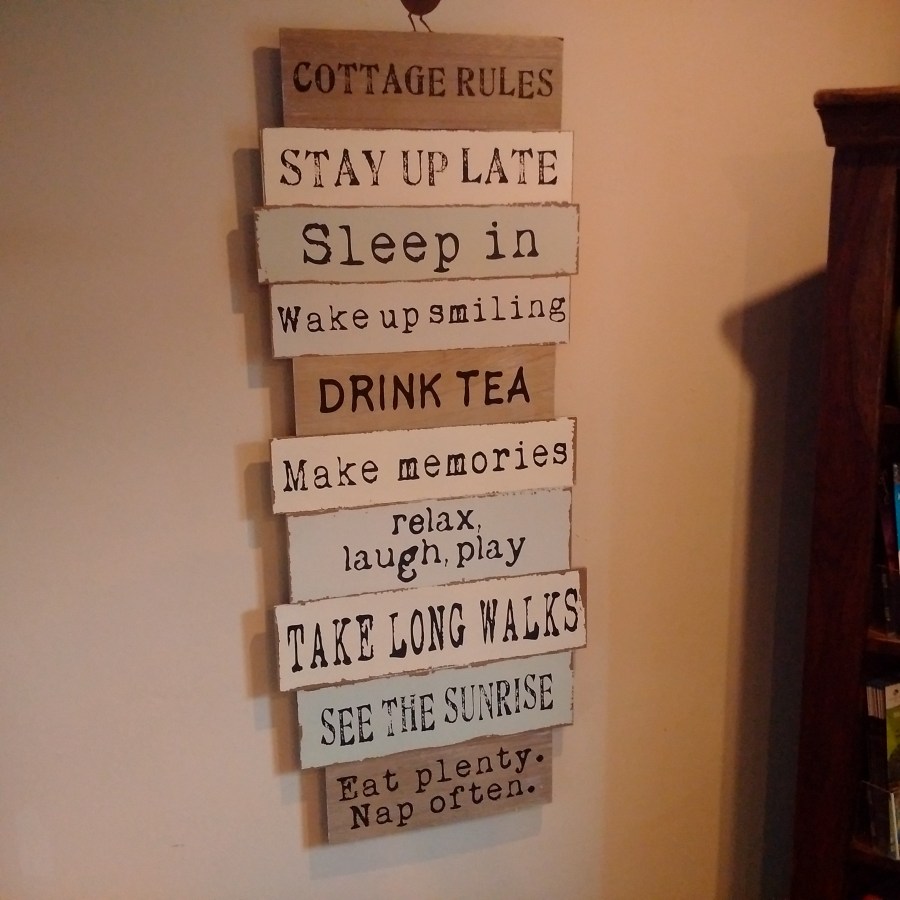 COTTAGE RULES
STAY UP LATE
Sleep in
Wake up smiling
DRINK TEA
Make memories
relax,
laugh, play
TAKE LONG WALKS
SEE THE SUNRISE
Eat plenty.
Nap often.